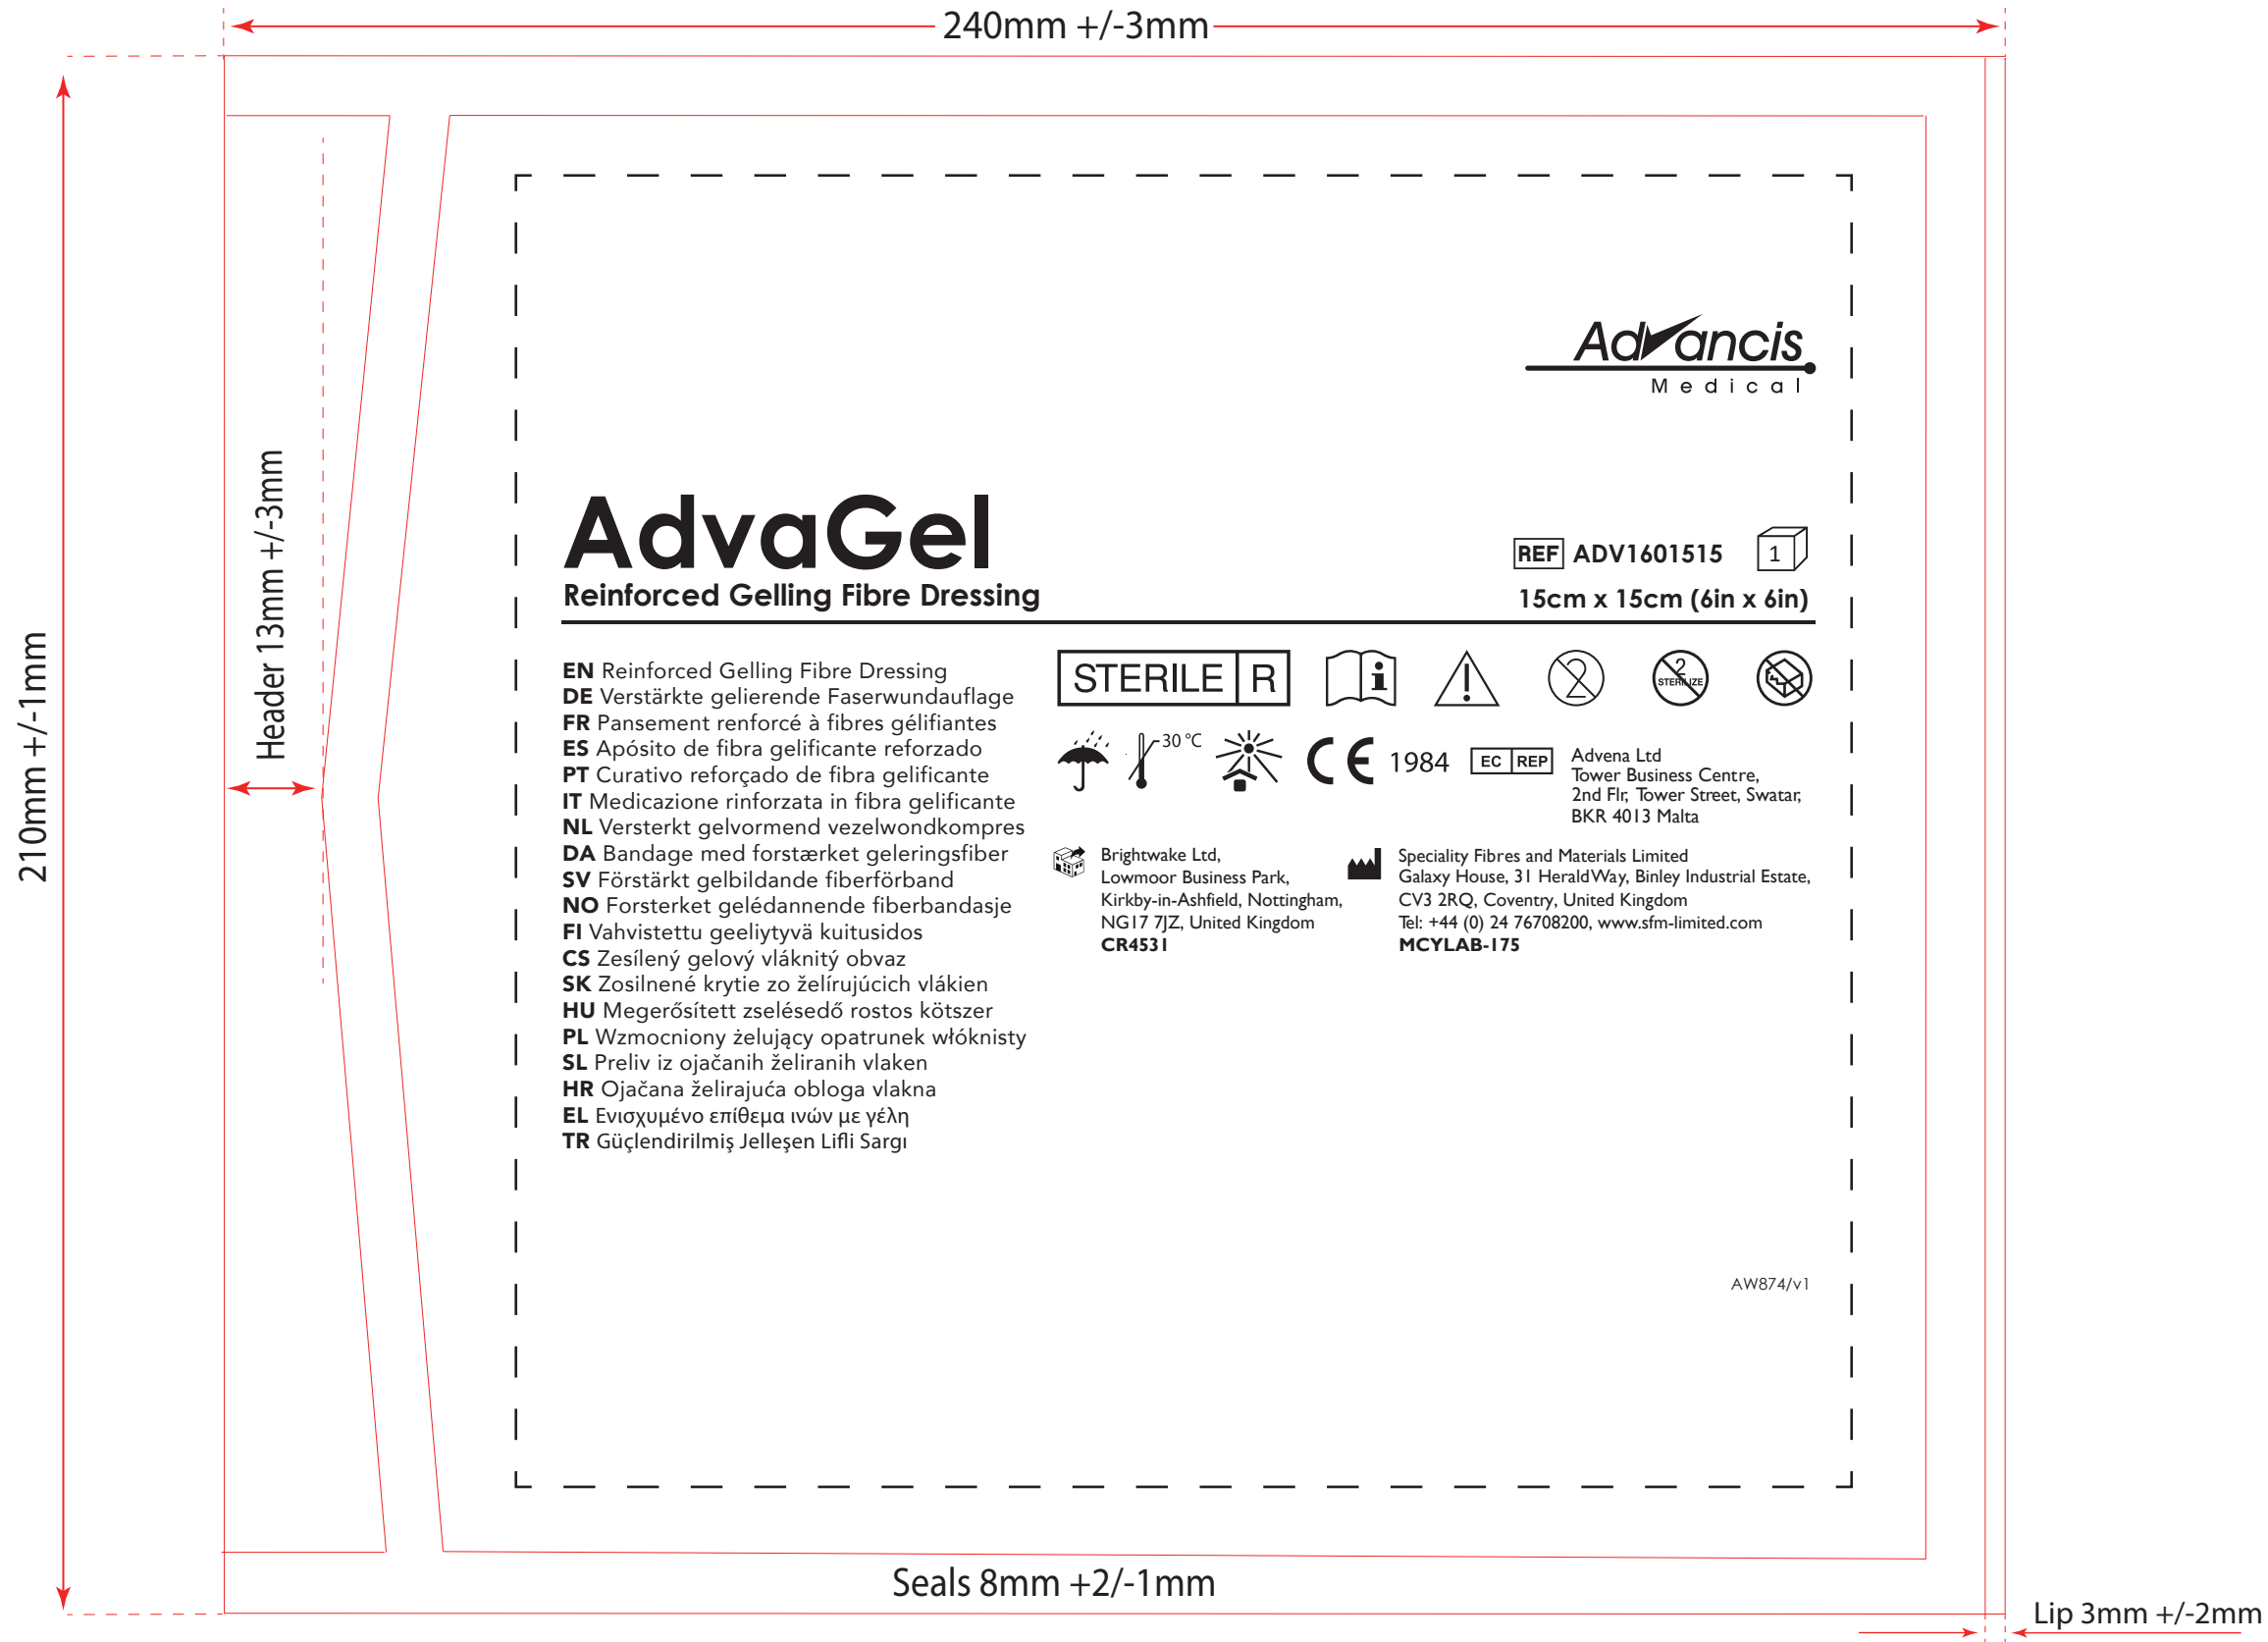 240mm +/-3mm
210mm +/-1mm
Header 13mm +/-3mm
Advancis
Medical
AdvaGel
Reinforced Gelling Fibre Dressing
REF ADV1601515 1
15cm x 15cm (6in x 6in)
EN Reinforced Gelling Fibre Dressing
DE Verstärkte gelierende Faserwundauflage
FR Pansement renforcé à fibres gélifiantes
ES Apósito de fibra gelificante reforzado
PT Curativo reforçado de fibra gelificante
IT Medicazione rinforzata in fibra gelificante
NL Versterkt gelvormend vezelwondkompres
DA Bandage med forstærket geleringsfiber
SV Förstärkt gelbildande fiberförband
NO Forsterket gelédannende fiberbandasje
FI Vahvistettu geeliytyvä kuitusidos
CS Zesílený gelový vláknitý obvaz
SK Zosilnené krytie zo želírujúcich vlákien
HU Megerősített zselésedő rostos kötszer
PL Wzmocniony żelujący opatrunek włóknisty
SL Preliv iz ojačanih želiranih vlaken
HR Ojačana želirajuća obloga vlakna
EL Ενισχυμένο επίθεμα ινών με γέλη
TR Güçlendirilmiş Jelleşen Lifli Sargı
STERILE R
2
2
STERILIZE
30 °C
CE 1984
EC REP
Advena Ltd
Tower Business Centre,
2nd Flr, Tower Street, Swatar,
BKR 4013 Malta
Brightwake Ltd,
Lowmoor Business Park,
Kirkby-in-Ashfield, Nottingham,
NG17 7JZ, United Kingdom
CR4531
Speciality Fibres and Materials Limited
Galaxy House, 31 Herald Way, Binley Industrial Estate,
CV3 2RQ, Coventry, United Kingdom
Tel: +44 (0) 24 76708200, www.sfm-limited.com
MCYLAB-175
AW874/v1
Seals 8mm +2/-1mm
Lip 3mm +/-2mm